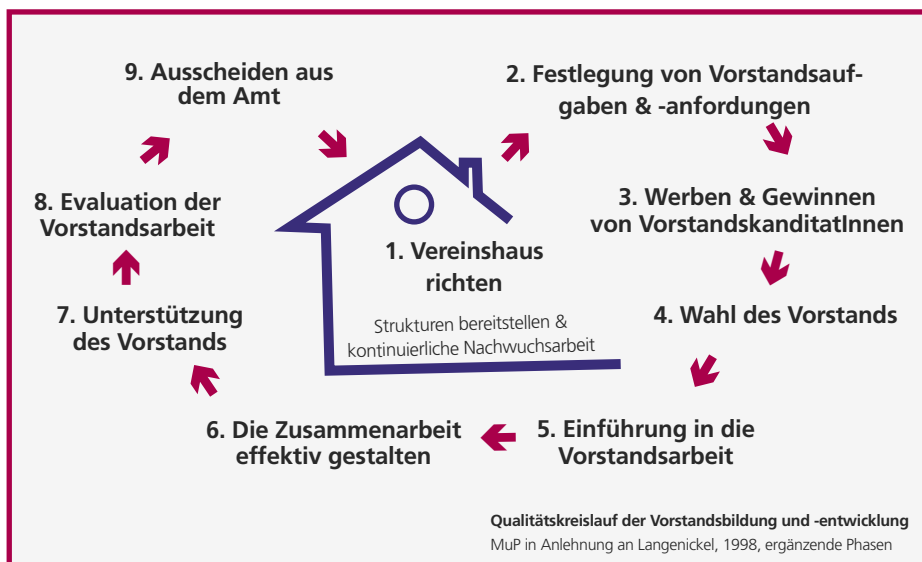 9. Ausscheiden aus
dem Amt
2. Festlegung von Vorstandsauf-
gaben & -anfordungen
8. Evaluation der
Vorstandsarbeit
3. Werben & Gewinnen
von VorstandskanditatInnen
1. Vereinshaus
richten
Strukturen bereitstellen &
kontinuierliche Nachwuchsarbeit
7. Unterstützung
des Vorstands
4. Wahl des Vorstands
6. Die Zusammenarbeit
effektiv gestalten
5. Einführung in die
Vorstandsarbeit
Qualitätskreislauf der Vorstandsbildung und -entwicklung
MuP in Anlehnung an Langenickel, 1998, ergänzende Phasen